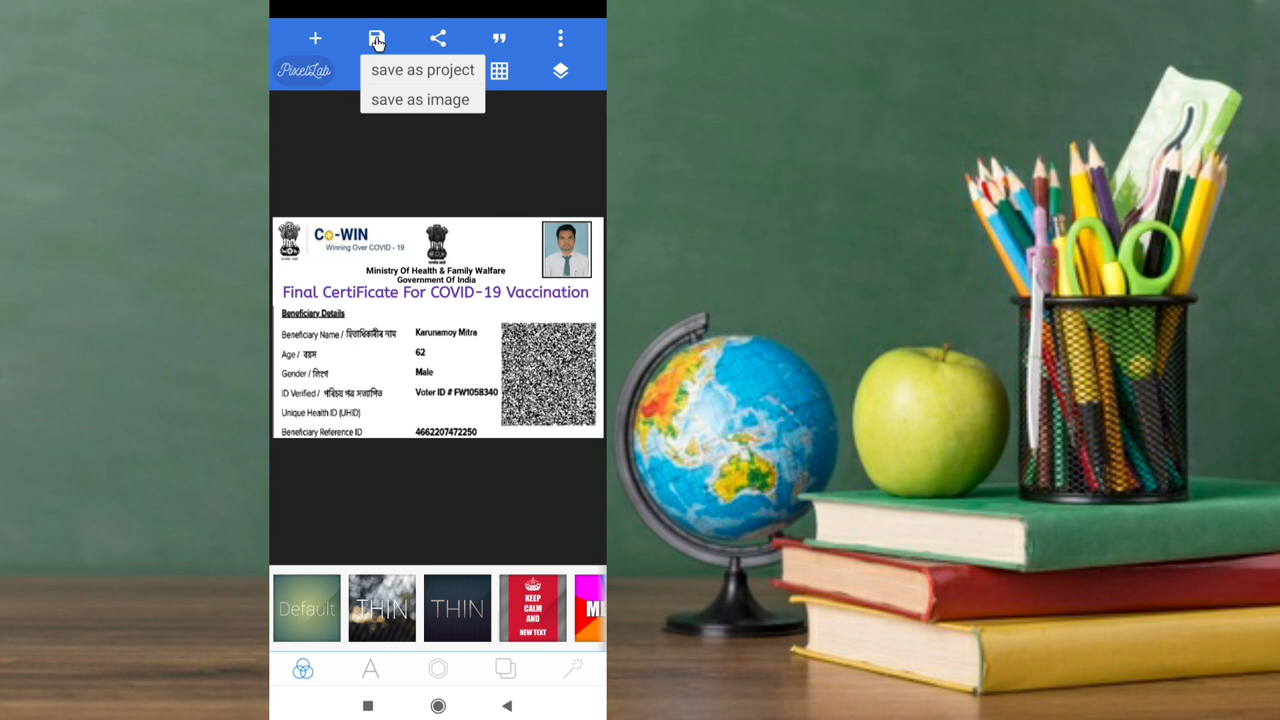 PixelLab
save as project
save as image
Co-WIN
Winning Over COVID - 19
Ministry Of Health & Family Walfare
Government Of India
Final CertiFicate For COVID-19 Vaccination
Beneficiary Details
Beneficiary Name / হিতাধিকাৰীৰ নাম Karunamoy Mitra
Age / বয়স 62
Gender / লিংগ Male
ID Verified / পৰিচয় পত্ৰ সত্যাপিত Voter ID # FW1058340
Unique Health ID (UHID)
Beneficiary Reference ID 4662207472250
Default
THIN
THIN
KEEP
CALM
AND
NEW TEXT